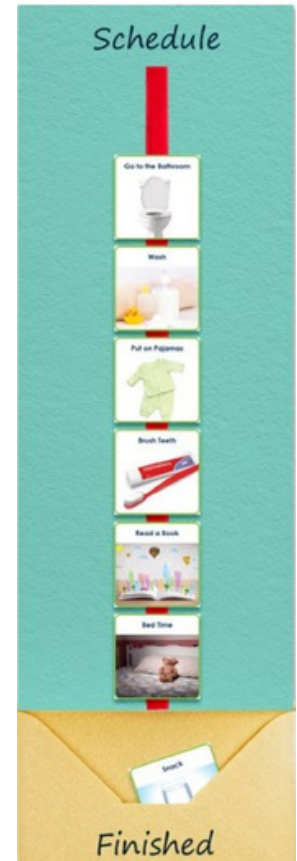 Schedule
Go to the Bathroom
Wash
Put on Pajamas
Brush Teeth
Read a Book
Bed Time
Snack
Finished